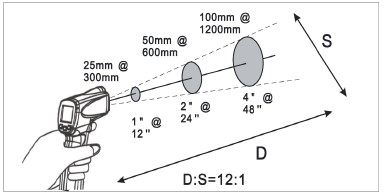 100mm @
1200mm
50mm @
600mm
25mm @
300mm
S
1" @
12"
2" @
24"
4" @
48"
D
D:S=12:1